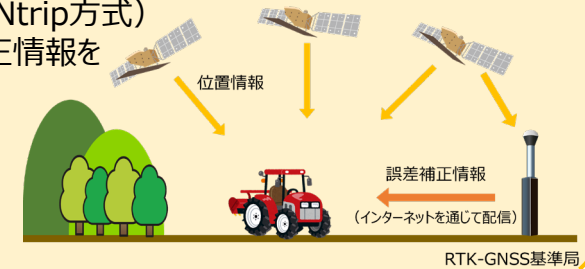 Ntrip方式）
正情報を
位置情報
誤差補正情報
（インターネットを通じて配信）
RTK-GNSS基準局